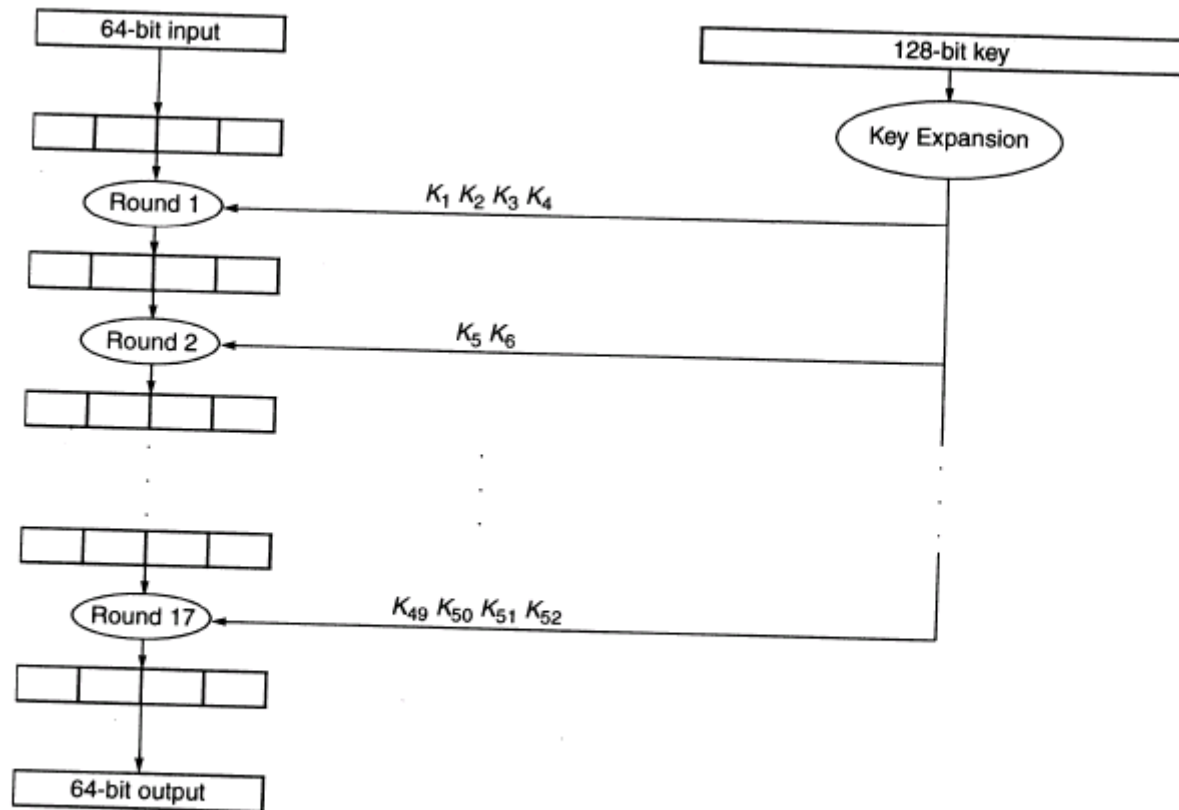 64-bit input
128-bit key
Key Expansion
Round 1
K₁ K₂ K₃ K₄
Round 2
K₅ K₆
Round 17
K₄₉ K₅₀ K₅₁ K₅₂
64-bit output